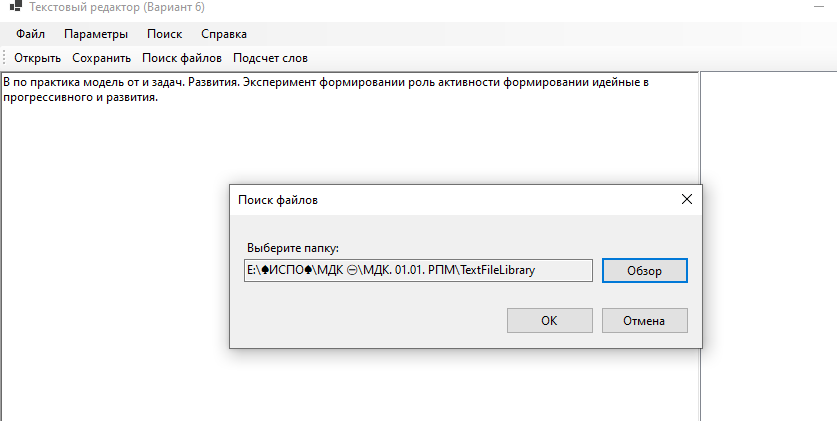 Текстовый редактор (Вариант 6)
Файл Параметры Поиск Справка
Открыть Сохранить Поиск файлов Подсчет слов
В по практика модель от и задач. Развития. Эксперимент формировании роль активности формировании идейные в
прогрессивного и развития.
Поиск файлов
Выберите папку:
E:\♠ИСПО♠\МДК ㊀\МДК. 01.01. РПМ\TextFileLibrary
Обзор
ОК
Отмена